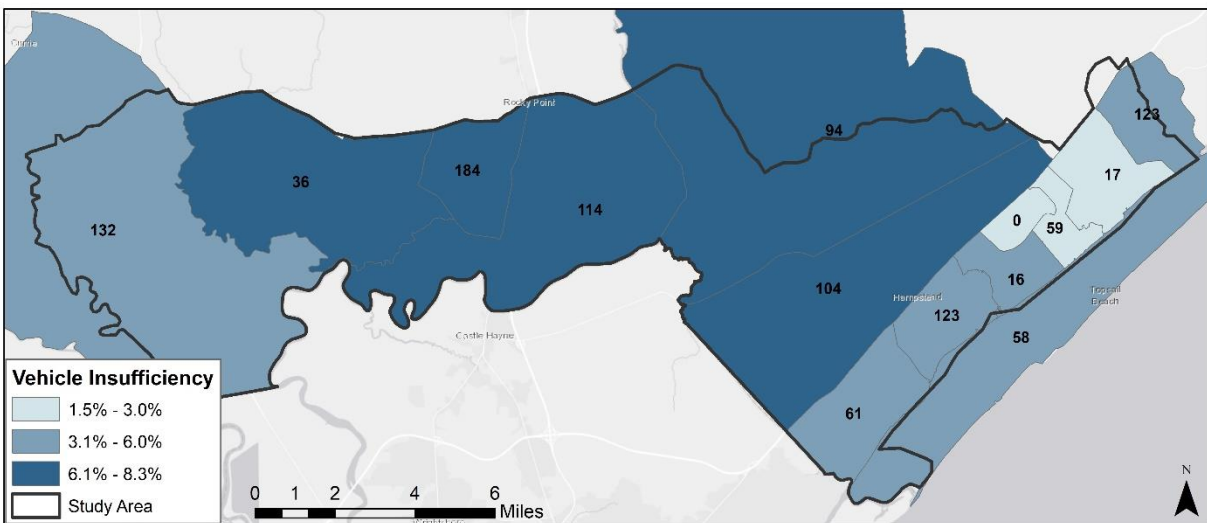 Currie
Rocky Point
94
123
17
184
36
114
0
59
132
16
104
Hampstead
Topsail
Beach
123
58
Castle Hayne
61
Vehicle Insufficiency
1.5% - 3.0%
3.1% - 6.0%
6.1% - 8.3%
Study Area
0 1 2 4 6
Miles
N